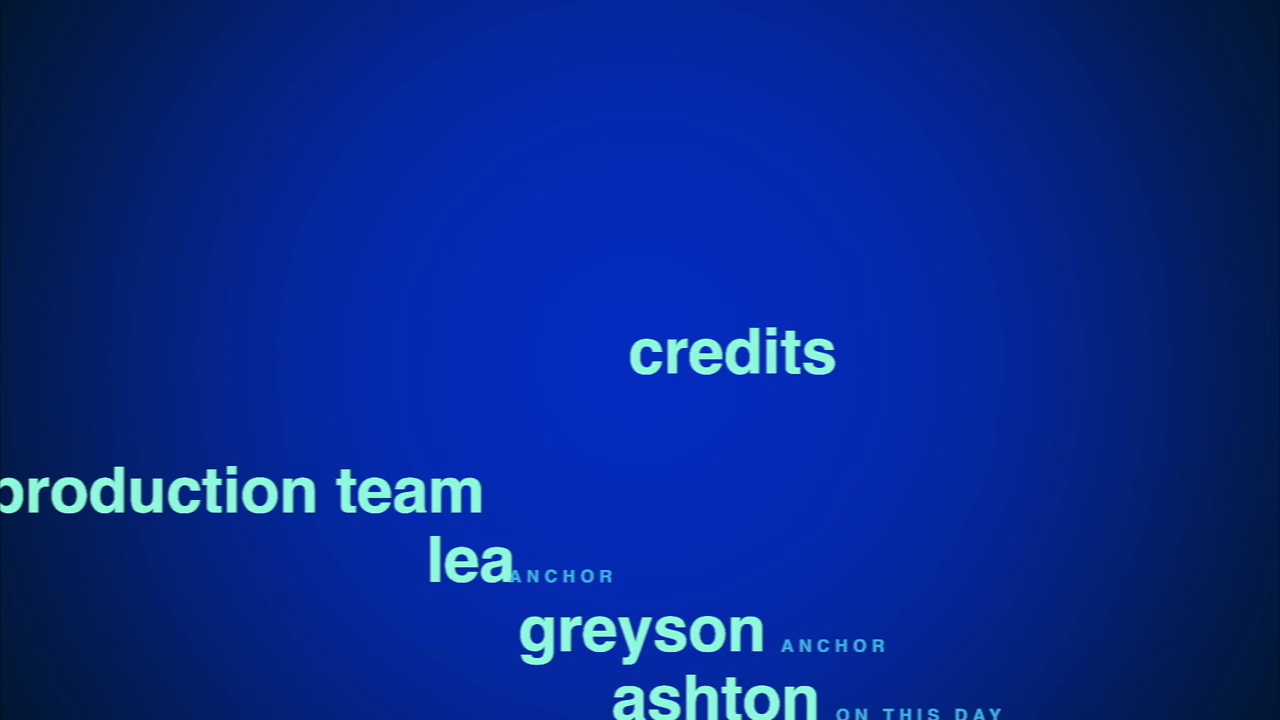 credits
production team
lea ANCHOR
greyson ANCHOR
ashton ON THIS DAY